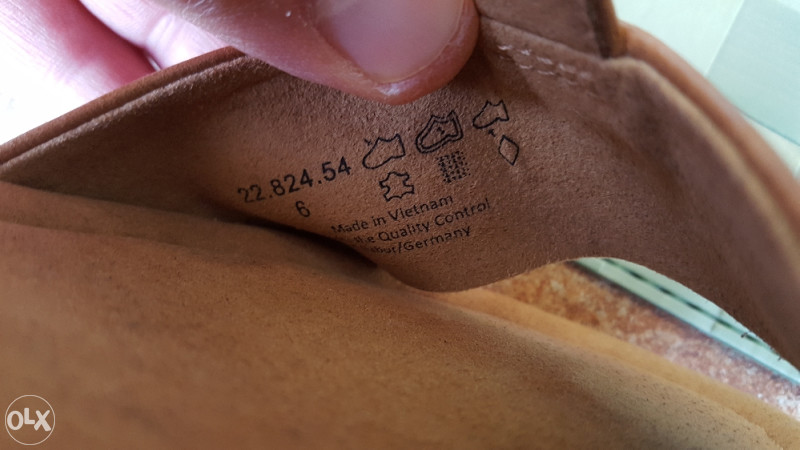 22.824.54
6
Made in Vietnam
Quality Control
/Germany
OLX